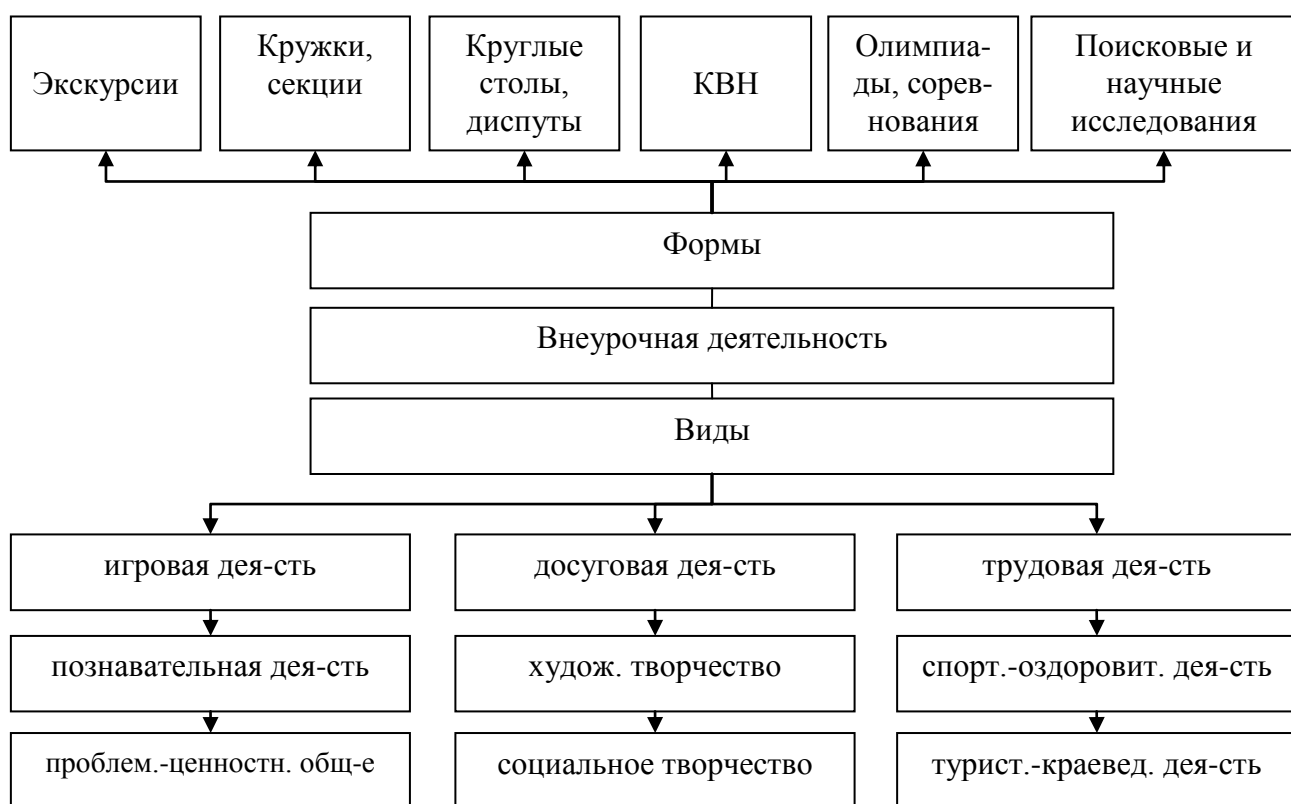 Экскурсии
Кружки,
секции
Круглые
столы,
диспуты
КВН
Олимпиа-
ды, сорев-
нования
Поисковые и
научные
исследования
Формы
Внеурочная деятельность
Виды
игровая дея-сть
досуговая дея-сть
трудовая дея-сть
познавательная дея-сть
худож. творчество
спорт.-оздоровит. дея-сть
проблем.-ценностн. общ-е
социальное творчество
турист.-краевед. дея-сть